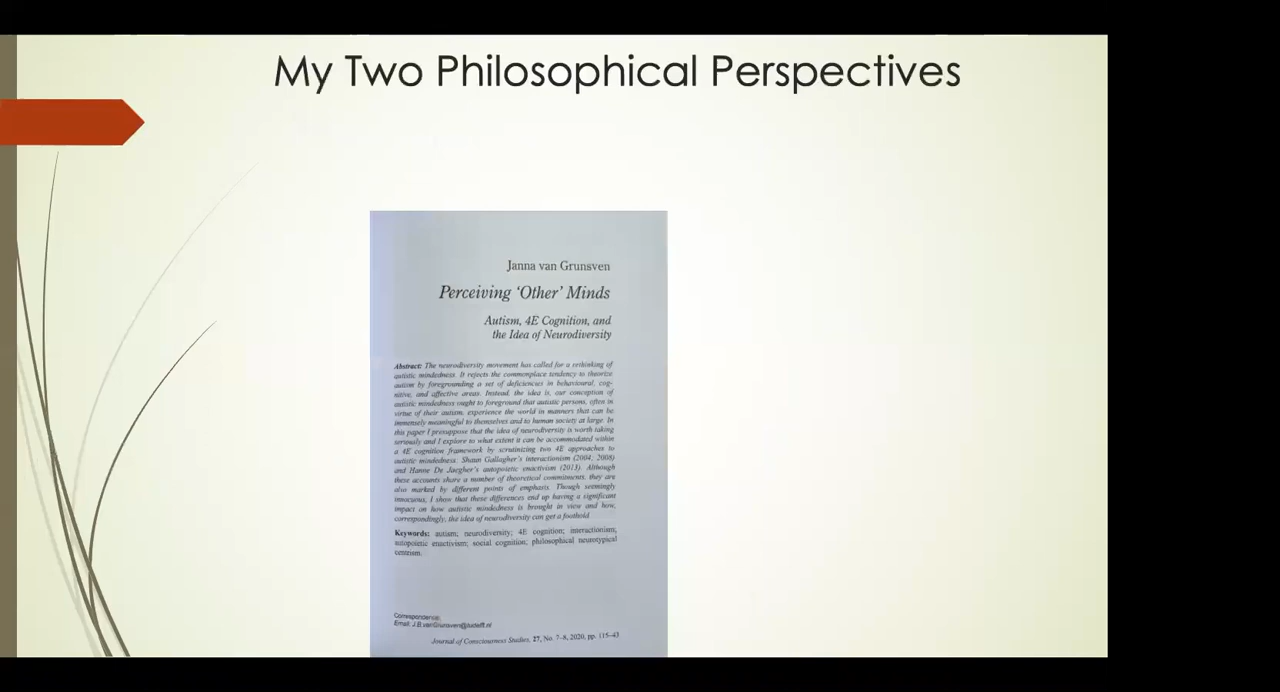 My Two Philosophical Perspectives
Janna van Grunsven
Perceiving ‘Other’ Minds
Autism, 4E Cognition, and
the Idea of Neurodiversity
Abstract: The neurodiversity movement has called for a rethinking of
autistic mindedness. It rejects the commonplace tendency to theorize
autism by foregrounding a set of deficiencies in behavioural, cog-
nitive, and affective areas. Instead, the idea is, our conception of
autistic mindedness ought to foreground that autistic persons, often in
virtue of their autism, experience the world in manners that can be
immensely meaningful to themselves and to human society at large. In
this paper I presuppose that the idea of neurodiversity is worth taking
seriously and I explore to what extent it can be accommodated within
a 4E cognition framework by scrutinizing two 4E approaches to
autistic mindedness: Shaun Gallagher's interactionism (2004, 2008)
and Hanne De Jaegher's autopoietic enactivism (2013). Although
these accounts share a number of theoretical commitments, they are
also marked by different points of emphasis. Though seemingly
innocuous, I show that these differences end up having a significant
impact on how autistic mindedness is brought in view and how,
correspondingly, the idea of neurodiversity can get a foothold.
Keywords: autism; neurodiversity; 4E cognition; interactionism;
autopoietic enactivism; social cognition; philosophical neurotypical
centrism.
Correspondence:
Email: J.B.vanGrunsven@tudelft.nl
Journal of Consciousness Studies, 27, No. 7–8, 2020, pp. 115–43